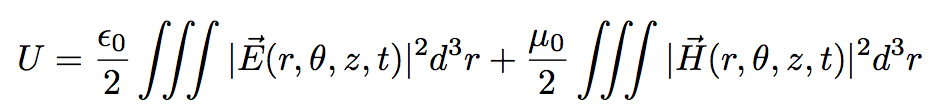 U = \frac{\epsilon_0}{2} \iiint |\vec{E}(r, \theta, z, t)|^2 d^3r + \frac{\mu_0}{2} \iiint |\vec{H}(r, \theta, z, t)|^2 d^3r